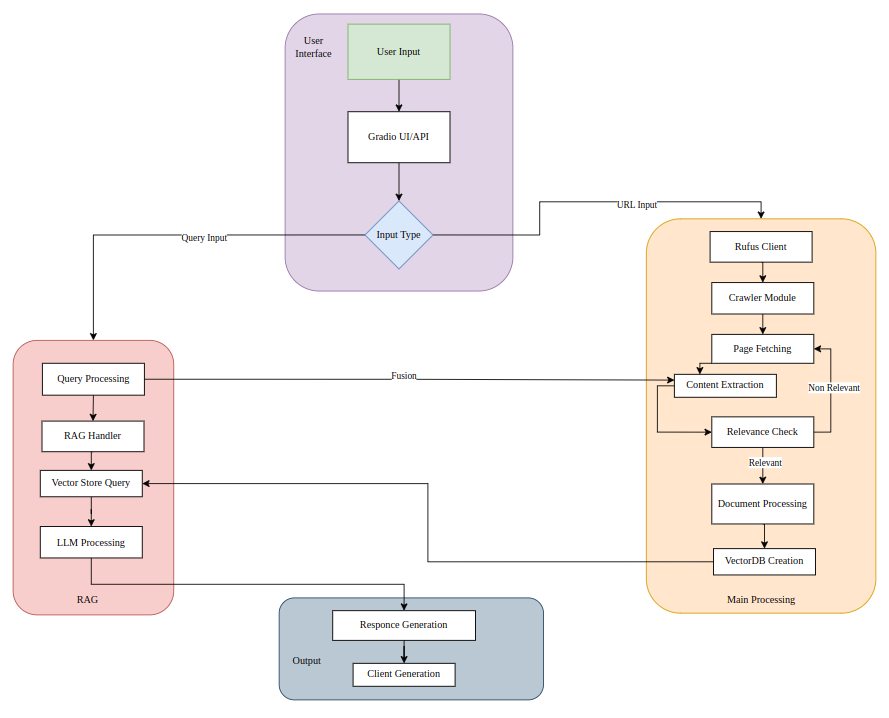 User
Interface
User Input
Gradio UI/API
Input Type
Query Input
URL Input
Rufus Client
Crawler Module
Page Fetching
Content Extraction
Non Relevant
Relevance Check
Relevant
Document Processing
VectorDB Creation
Main Processing
Query Processing
Fusion
RAG Handler
Vector Store Query
LLM Processing
RAG
Responce Generation
Output
Client Generation